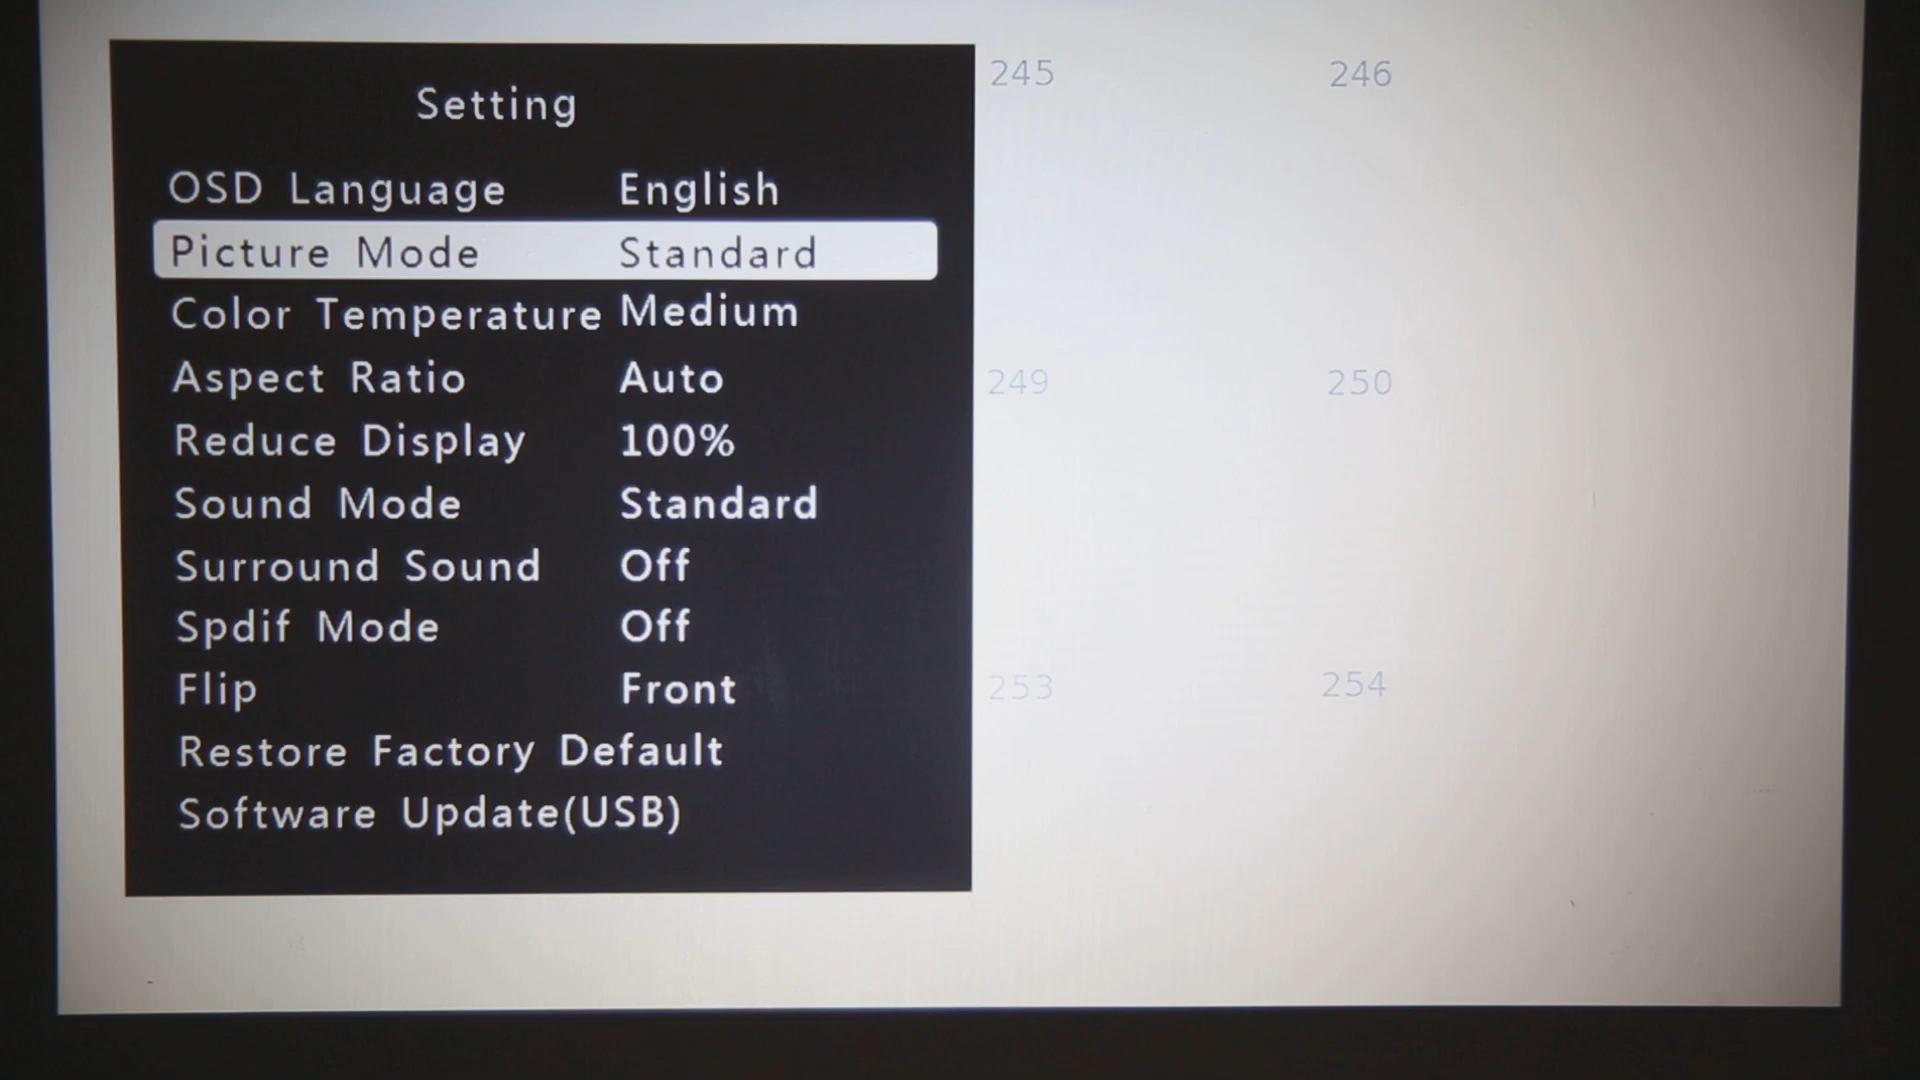 Setting
OSD Language English
Picture Mode Standard
Color Temperature Medium
Aspect Ratio Auto
Reduce Display 100%
Sound Mode Standard
Surround Sound Off
Spdif Mode Off
Flip Front
Restore Factory Default
Software Update(USB)
245 246
249 250
253 254